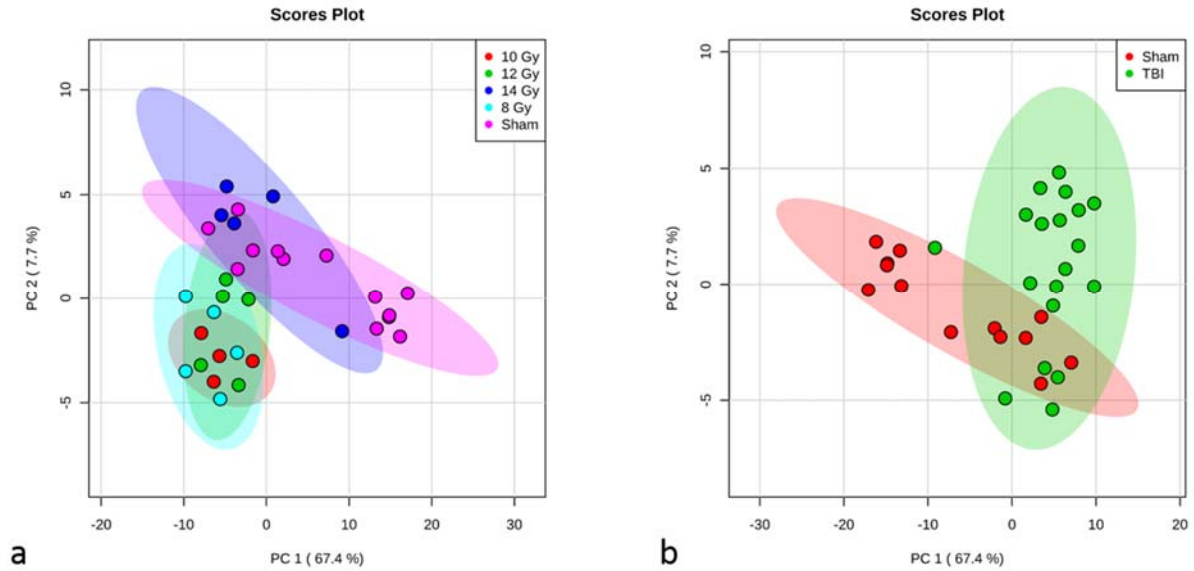 Scores Plot
10 Gy
12 Gy
14 Gy
8 Gy
Sham
10
5
0
-5
PC 2 ( 7.7 %)
-20
-10
0
10
20
30
PC 1 ( 67.4 %)
a
Scores Plot
Sham
TBI
10
5
0
-5
PC 2 ( 7.7 %)
-30
-20
-10
0
10
20
PC 1 ( 67.4 %)
b